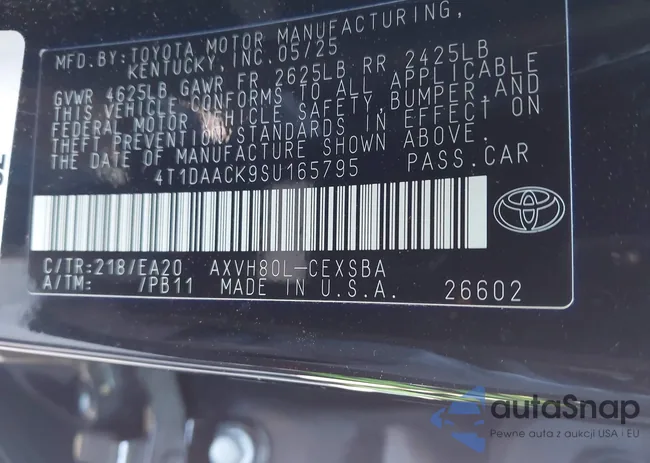 MFD.BY:TOYOTA MOTOR MANUFACTURING,
KENTUCKY, INC.05/25
GVWR 4625LB GAWR FR 2625LB RR 2425LB
THIS VEHICLE CONFORMS TO ALL APPLICABLE
FEDERAL MOTOR VEHICLE SAFETY,BUMPER,AND
THEFT PREVENTION STANDARDS IN EFFECT ON
THE DATE OF MANUFACTURE SHOWN ABOVE.
4T1DAACK9SU165795 PASS.CAR
C/TR:218/EA20 AXVH80L-CEXSBA
A/TM: /PB11 MADE IN U.S.A. 26602
autaSnap
Pewne auta z aukcji USA i EU